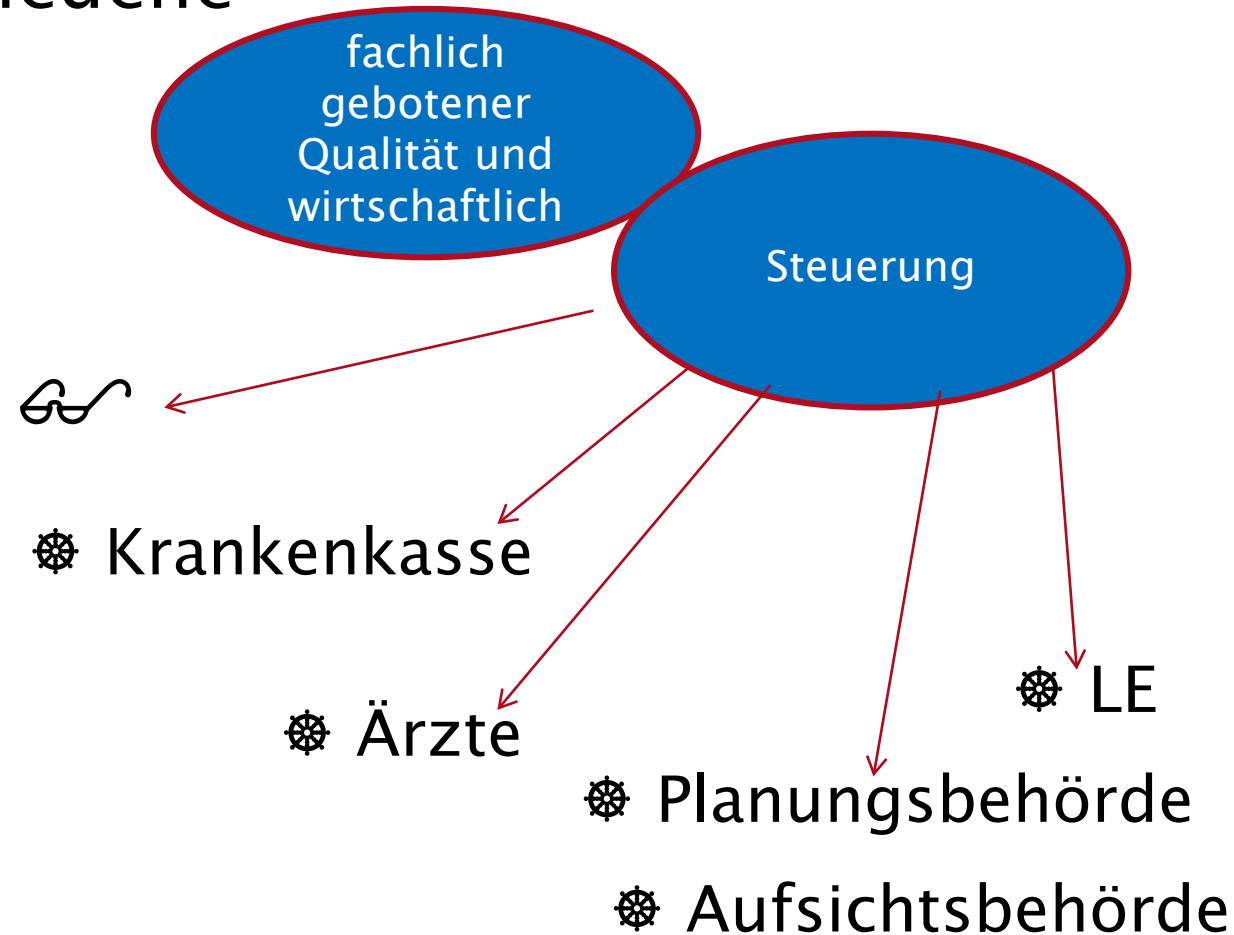 fachlich
gebotener
Qualität und
wirtschaftlich
Steuerung
Krankenkasse
LE
Ärzte
Planungsbehörde
Aufsichtsbehörde